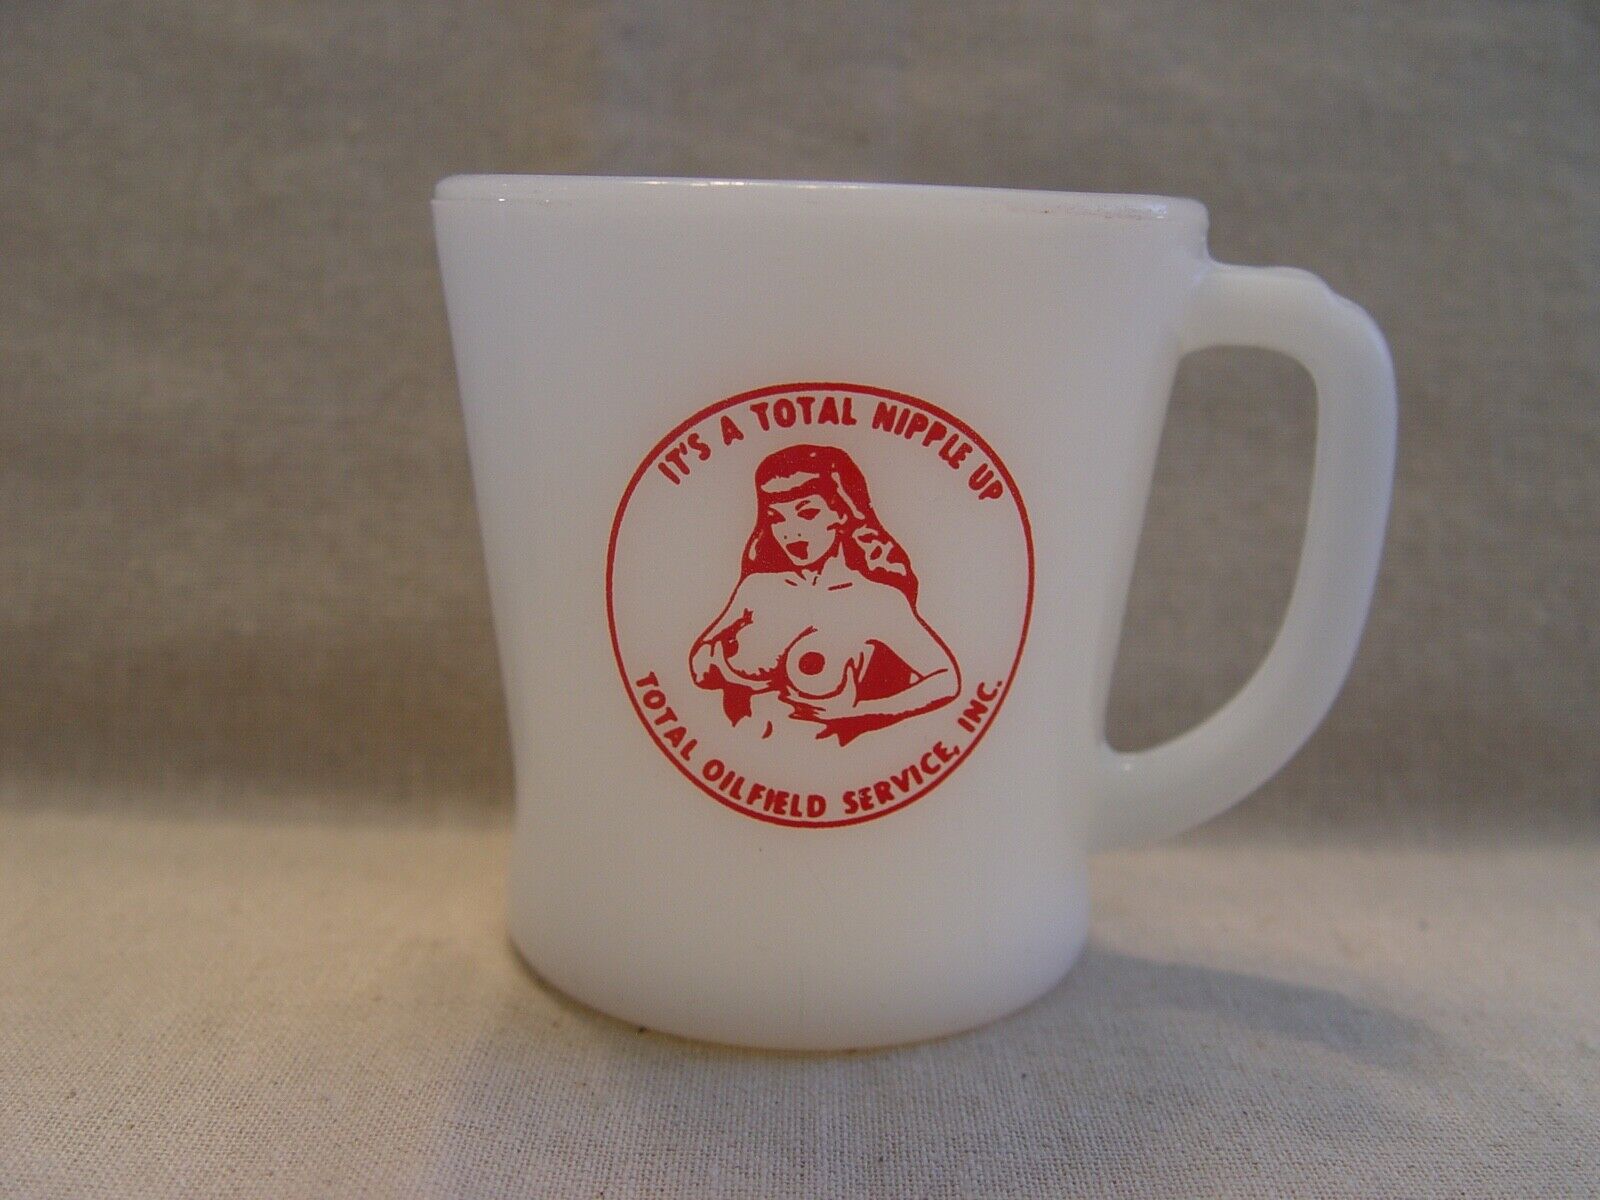 IT'S A TOTAL NIPPLE UP
TOTAL OILFIELD SERVICE, INC.